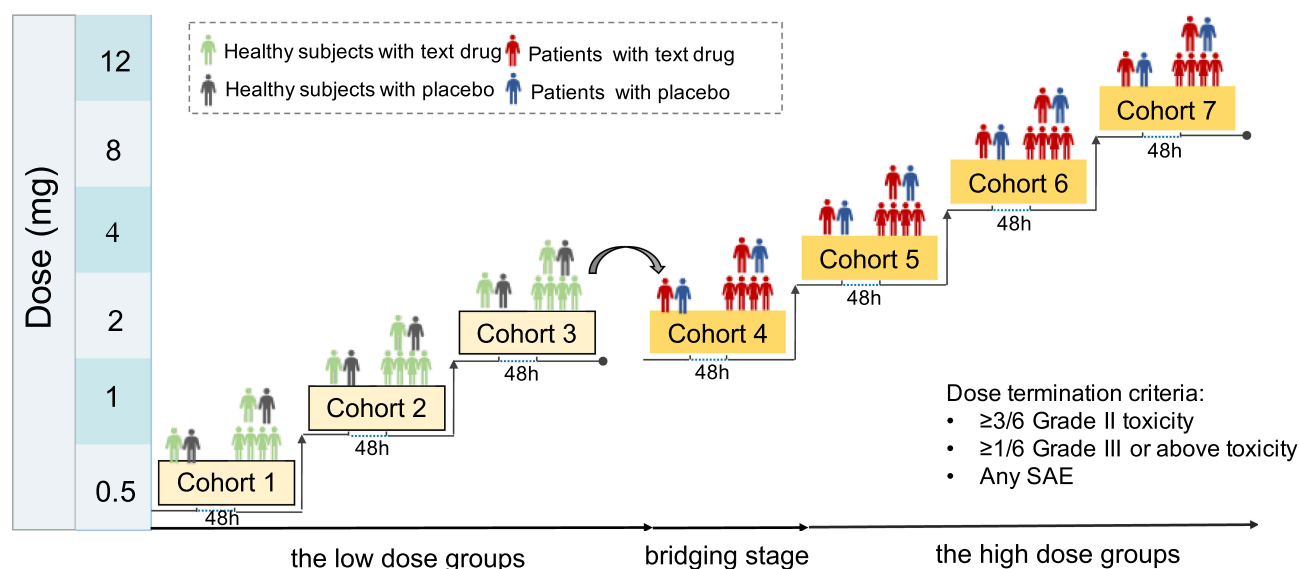 Dose (mg)
12
8
4
2
1
0.5
Healthy subjects with text drug
Patients with text drug
Healthy subjects with placebo
Patients with placebo
Cohort 1
48h
Cohort 2
48h
Cohort 3
48h
Cohort 4
48h
Cohort 5
48h
Cohort 6
48h
Cohort 7
48h
Dose termination criteria:
• ≥3/6 Grade II toxicity
• ≥1/6 Grade III or above toxicity
• Any SAE
the low dose groups
bridging stage
the high dose groups